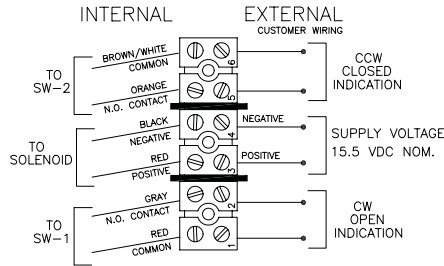 INTERNAL
EXTERNAL
CUSTOMER WIRING
BROWN/WHITE
COMMON
6
TO
SW-2
CCW
CLOSED
INDICATION
ORANGE
N.O. CONTACT
5
BLACK
NEGATIVE
4
NEGATIVE
TO
SOLENOID
SUPPLY VOLTAGE
15.5 VDC NOM.
RED
POSITIVE
3
POSITIVE
GRAY
N.O. CONTACT
2
TO
SW-1
CW
OPEN
INDICATION
RED
COMMON
1